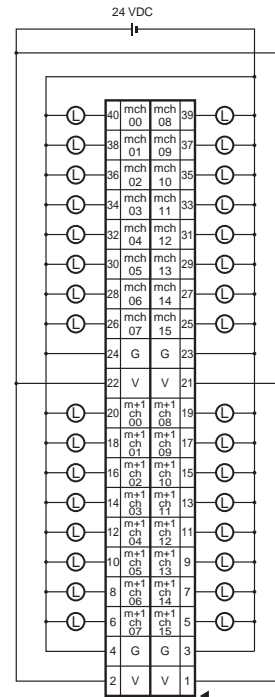 24 VDC
L 40 mch 00 mch 08 39 L
L 38 mch 01 mch 09 37 L
L 36 mch 02 mch 10 35 L
L 34 mch 03 mch 11 33 L
L 32 mch 04 mch 12 31 L
L 30 mch 05 mch 13 29 L
L 28 mch 06 mch 14 27 L
L 26 mch 07 mch 15 25 L
24 G G 23
22 V V 21
L 20 m+1 ch 00 m+1 ch 08 19 L
L 18 m+1 ch 01 m+1 ch 09 17 L
L 16 m+1 ch 02 m+1 ch 10 15 L
L 14 m+1 ch 03 m+1 ch 11 13 L
L 12 m+1 ch 04 m+1 ch 12 11 L
L 10 m+1 ch 05 m+1 ch 13 9 L
L 8 m+1 ch 06 m+1 ch 14 7 L
L 6 m+1 ch 07 m+1 ch 15 5 L
4 G G 3
2 V V 1